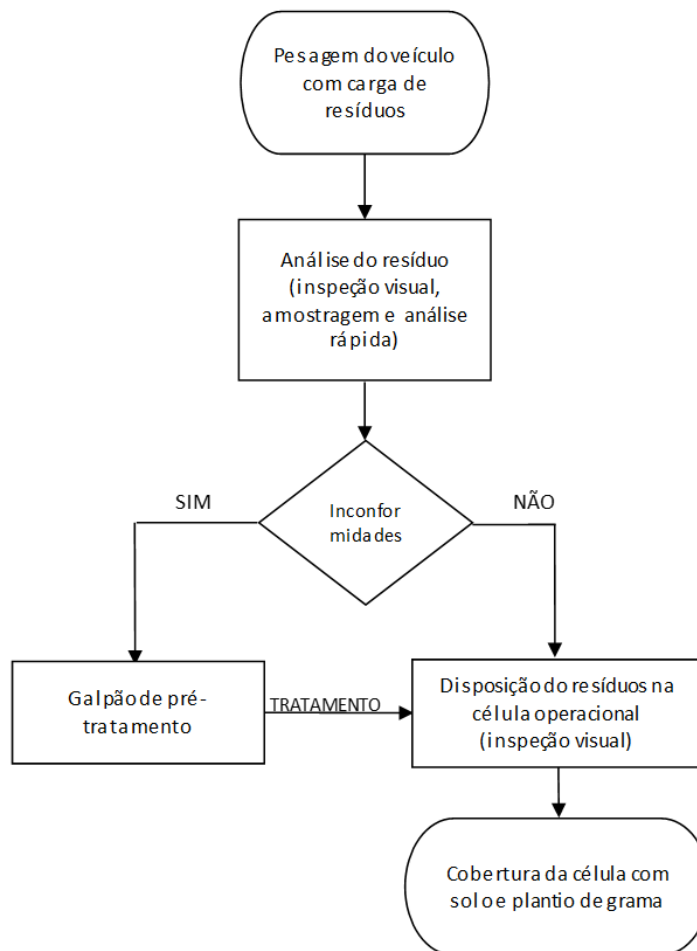 Pesagem do veículo
com carga de
resíduos
Análise do resíduo
(inspeção visual,
amostragem e análise
rápida)
SIM
Inconfor
midades
NÃO
Galpão de pré-
tratamento
TRATAMENTO
Disposição do resíduos na
célula operacional
(inspeção visual)
Cobertura da célula com
solo e plantio de grama